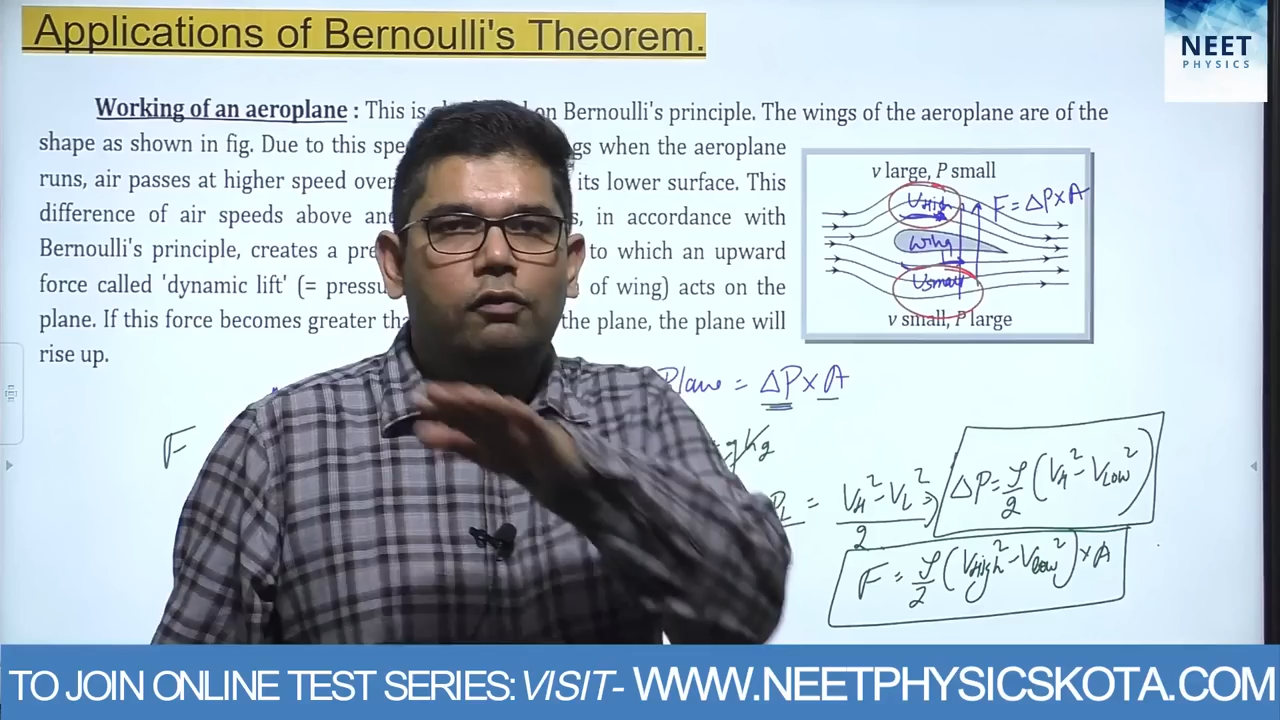 Applications of Bernoulli's Theorem.
NEET
PHYSICS
Working of an aeroplane : This is on Bernoulli's principle. The wings of the aeroplane are of the
shape as shown in fig. Due to this when the aeroplane
runs, air passes at higher speed over its lower surface. This
difference of air speeds above in accordance with
Bernoulli's principle, creates a to which an upward
force called 'dynamic lift' (= of wing) acts on the
plane. If this force becomes greater the plane, the plane will
rise up.
v large, P small
VHigh F = ΔP×A
wing
Vsmall
v small, P large
Plane = ΔP × A
F
Kg
= VH² − VL² / 2 ⇒ ΔP = ρ/2 (VH² − VLow²)
F = ρ/2 (VHigh² − VLow²) × A
TO JOIN ONLINE TEST SERIES: VISIT- WWW.NEETPHYSICSKOTA.COM